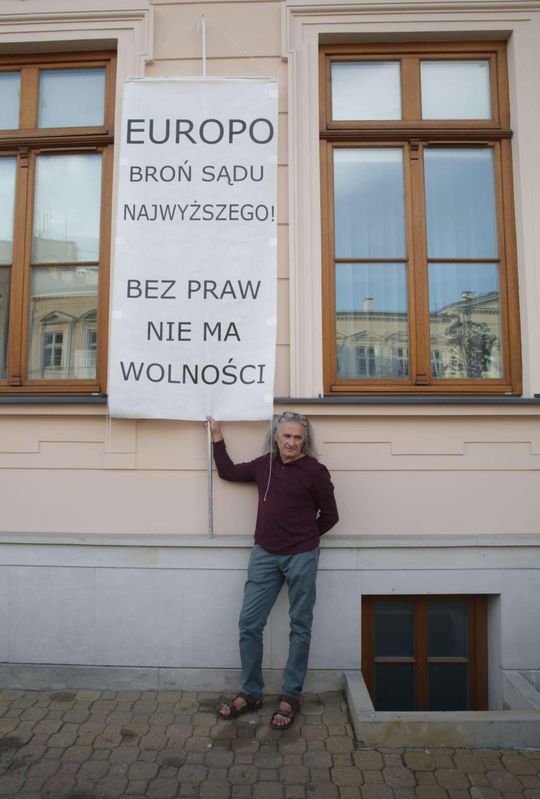 EUROPO
BROŃ SĄDU
NAJWYŻSZEGO!
BEZ PRAW
NIE MA
WOLNOŚCI